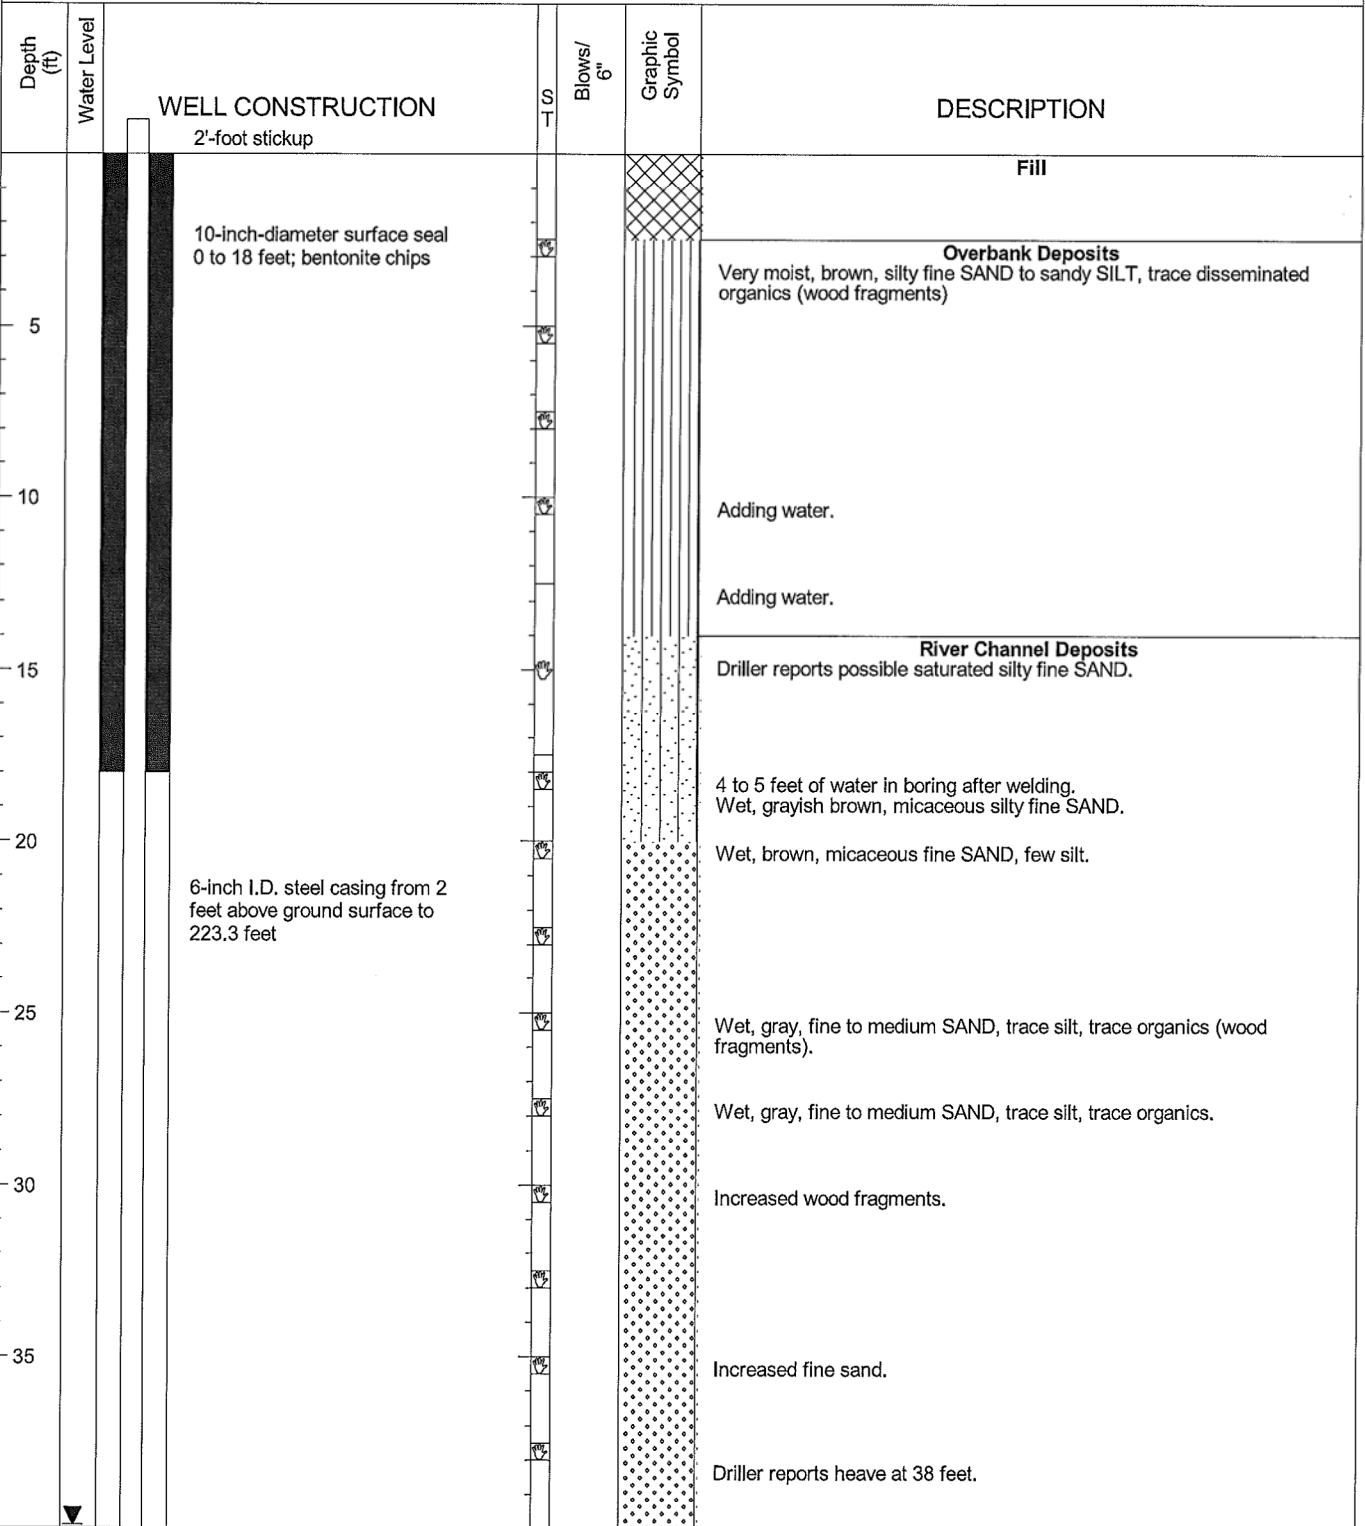 Depth
(ft)
Water Level
WELL CONSTRUCTION
2'-foot stickup
S
T
Blows/
6"
Graphic
Symbol
DESCRIPTION
Fill
10-inch-diameter surface seal
0 to 18 feet; bentonite chips
Overbank Deposits
Very moist, brown, silty fine SAND to sandy SILT, trace disseminated
organics (wood fragments)
5
10
Adding water.
Adding water.
River Channel Deposits
15
Driller reports possible saturated silty fine SAND.
4 to 5 feet of water in boring after welding.
Wet, grayish brown, micaceous silty fine SAND.
20
Wet, brown, micaceous fine SAND, few silt.
6-inch I.D. steel casing from 2
feet above ground surface to
223.3 feet
25
Wet, gray, fine to medium SAND, trace silt, trace organics (wood
fragments).
Wet, gray, fine to medium SAND, trace silt, trace organics.
30
Increased wood fragments.
35
Increased fine sand.
Driller reports heave at 38 feet.